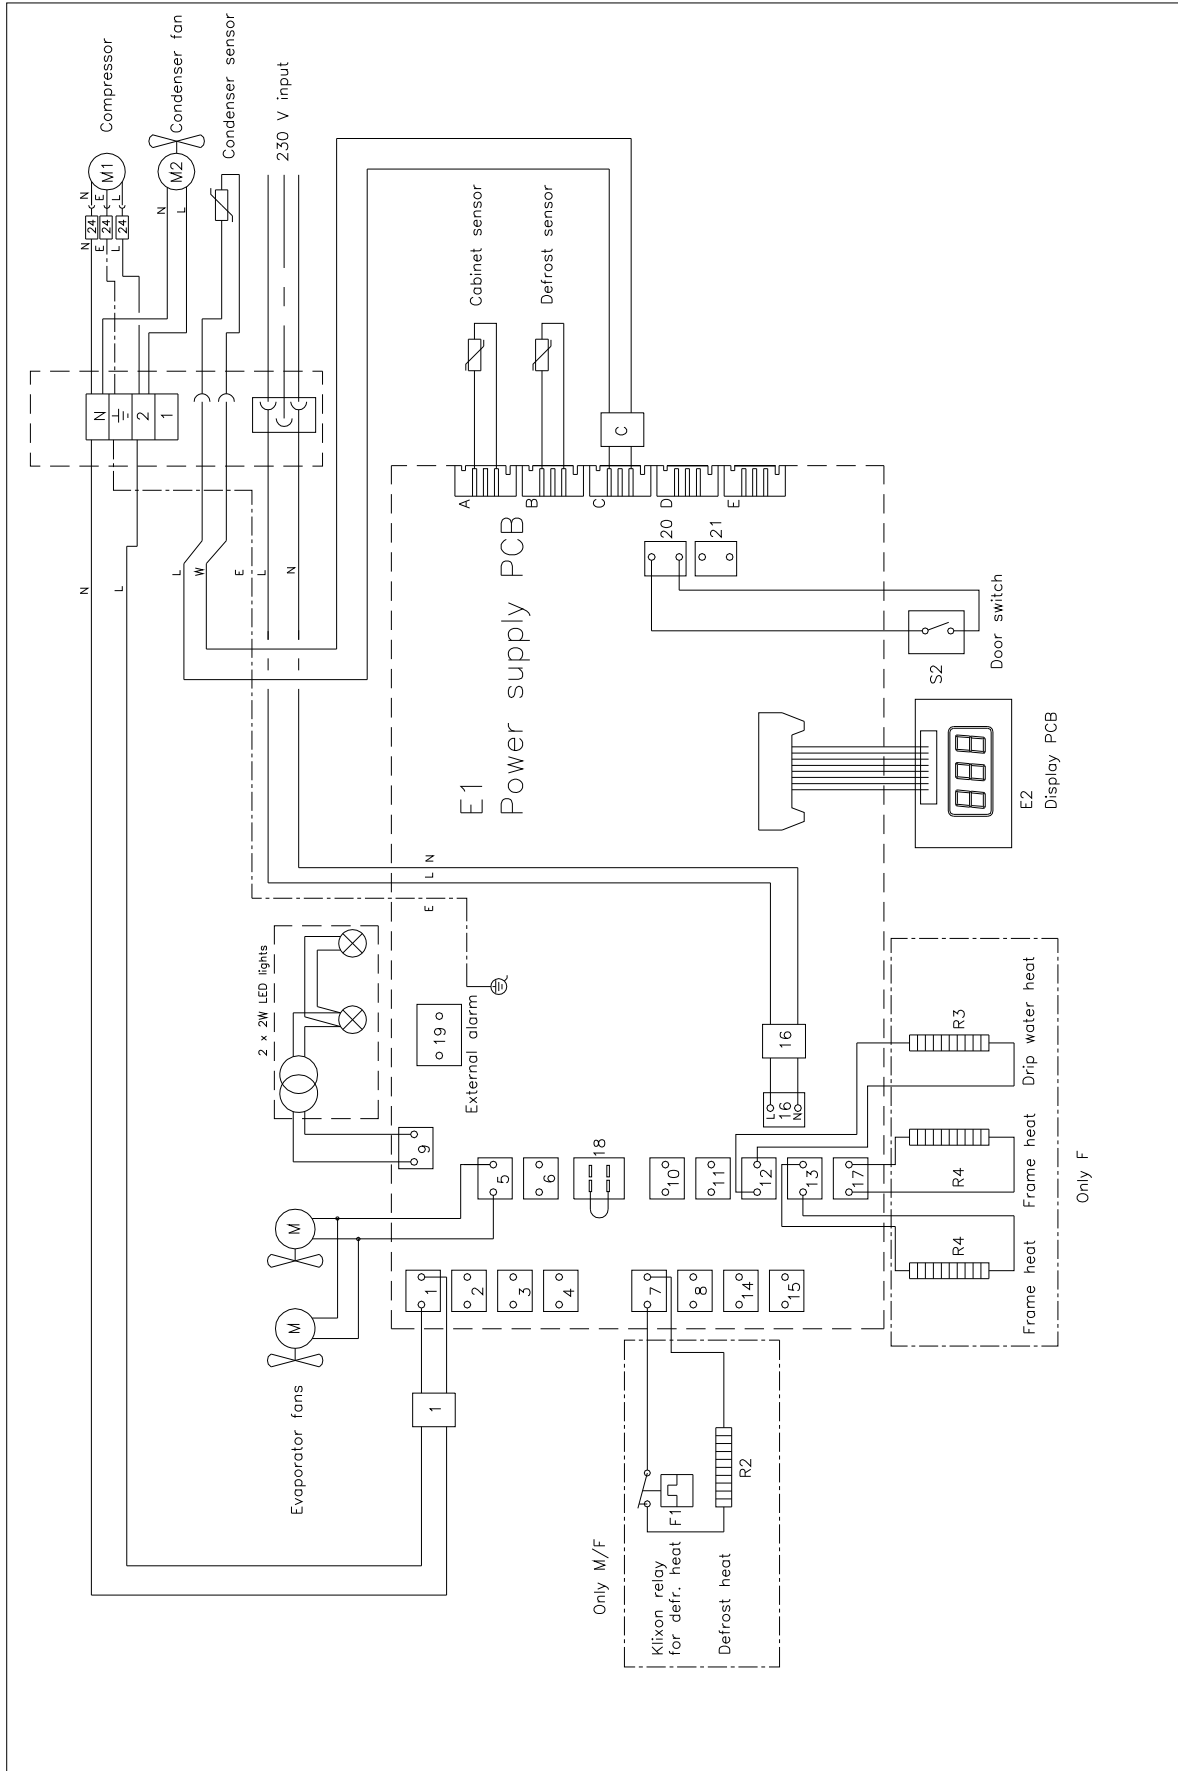 Compressor
Condenser fan
Condenser sensor
230 V input
M1
M2
N
E
L
24
24
24
N
E
L
N
L
N
2
1
Cabinet sensor
Defrost sensor
C
A
B
C
D
E
20
21
N
L
L
W
E
L
N
E1
Power supply PCB
S2
Door switch
E2
Display PCB
E
L
N
2 x 2W LED lights
19
External alarm
9
16
L
16
N
5
6
18
10
11
12
13
17
M
M
Evaporator fans
1
2
3
4
7
8
14
15
1
R3
Drip water heat
R4
Frame heat
R4
Frame heat
Only F
Only M/F
F1
Klixon relay
for defr. heat
R2
Defrost heat